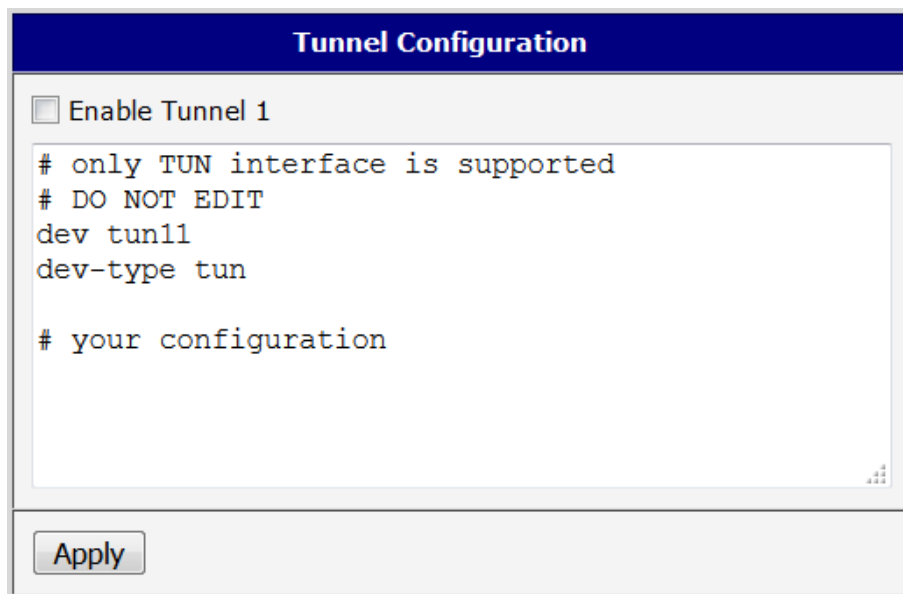 Tunnel Configuration
Enable Tunnel 1
# only TUN interface is supported
# DO NOT EDIT
dev tun11
dev-type tun
# your configuration
Apply